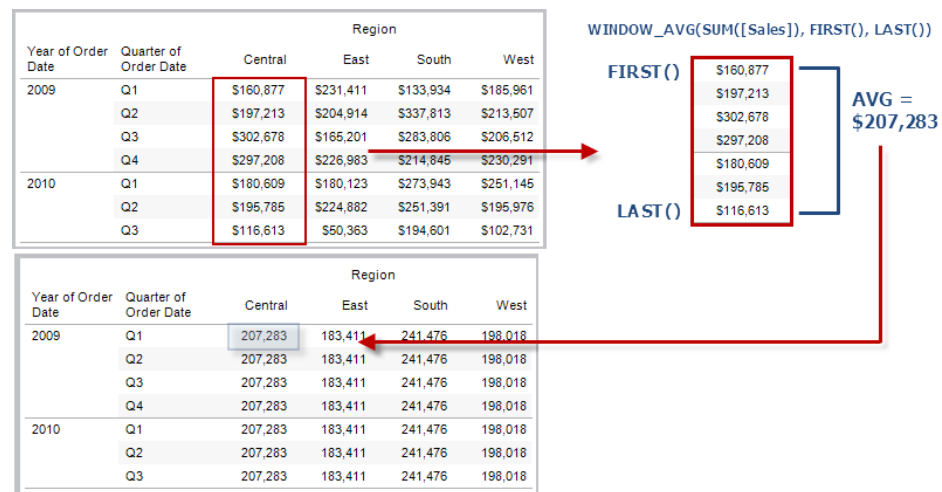 Region
Year of Order Date Quarter of Order Date Central East South West
2009 Q1 $160,877 $231,411 $133,934 $185,961
Q2 $197,213 $204,914 $337,813 $213,507
Q3 $302,678 $165,201 $283,806 $206,512
Q4 $297,208 $226,983 $214,845 $230,291
2010 Q1 $180,609 $180,123 $273,943 $251,145
Q2 $195,785 $224,882 $251,391 $195,976
Q3 $116,613 $50,363 $194,601 $102,731
WINDOW_AVG(SUM([Sales]), FIRST(), LAST())
FIRST() $160,877
$197,213
$302,678
$297,208
$180,609
$195,785
LAST() $116,613
AVG =
$207,283
Region
Year of Order Date Quarter of Order Date Central East South West
2009 Q1 207,283 183,411 241,476 198,018
Q2 207,283 183,411 241,476 198,018
Q3 207,283 183,411 241,476 198,018
Q4 207,283 183,411 241,476 198,018
2010 Q1 207,283 183,411 241,476 198,018
Q2 207,283 183,411 241,476 198,018
Q3 207,283 183,411 241,476 198,018